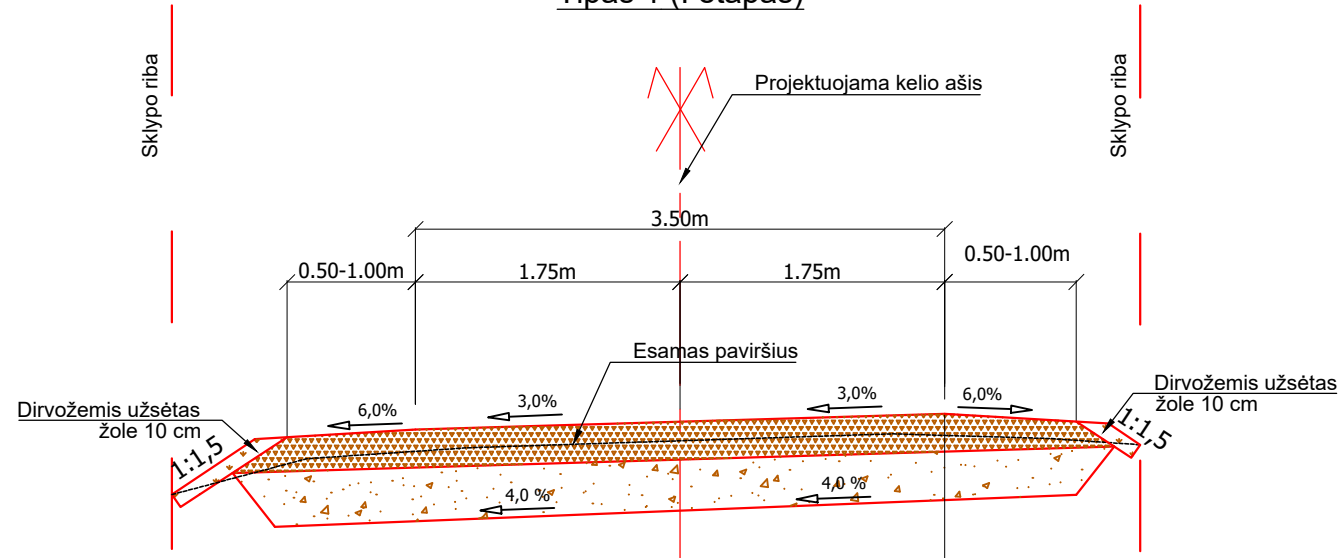 Sklypo riba
Projektuojama kelio ašis
Sklypo riba
3.50m
0.50-1.00m
1.75m
1.75m
0.50-1.00m
Esamas paviršius
Dirvožemis užsėtas
žole 10 cm
6,0%
3,0%
3,0%
6,0%
Dirvožemis užsėtas
žole 10 cm
1:1,5
1:1,5
4,0 %
4,0 %